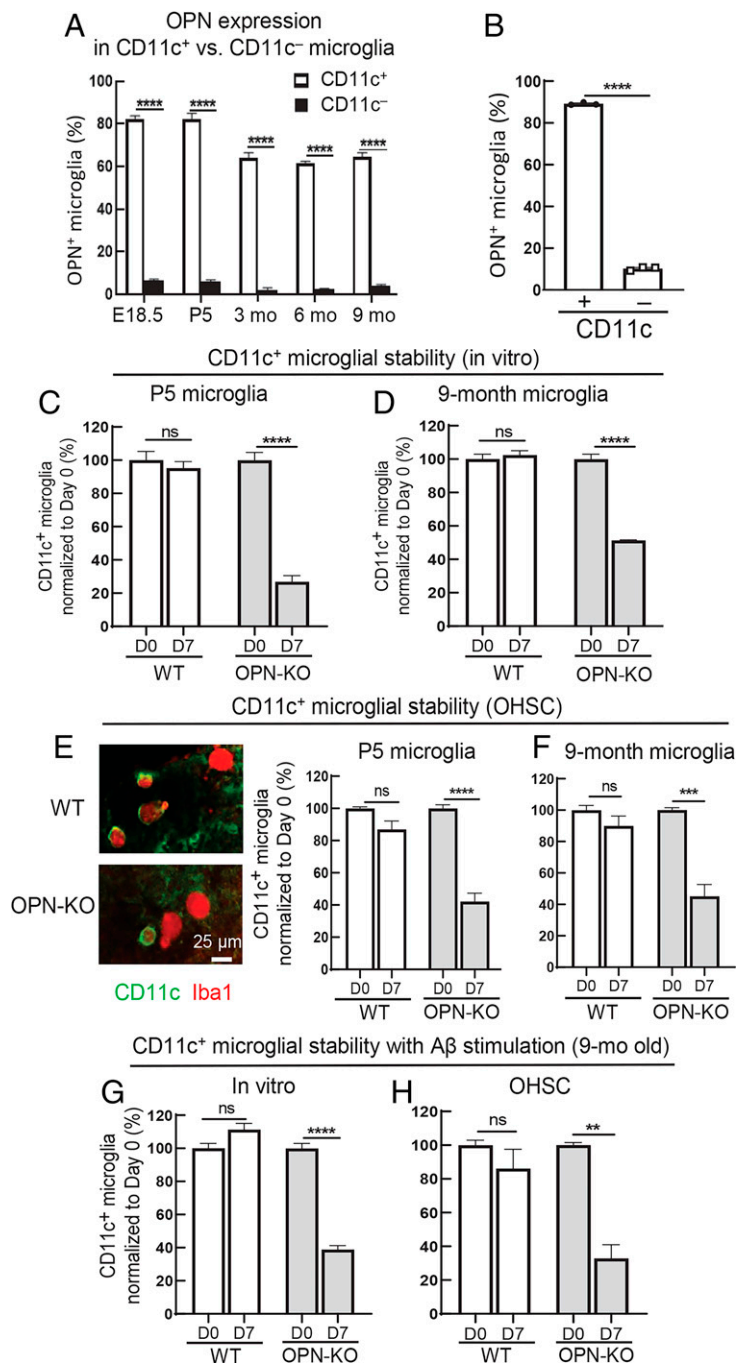 A
OPN expression
in CD11c⁺ vs. CD11c⁻ microglia
OPN⁺ microglia (%)
100
80
60
40
20
0
CD11c⁺
CD11c⁻
**** **** **** **** ****
E18.5 P5 3 mo 6 mo 9 mo
B
OPN⁺ microglia (%)
100
80
60
40
20
0
****
+ −
CD11c
CD11c⁺ microglial stability (in vitro)
C
P5 microglia
CD11c⁺ microglia
normalized to Day 0 (%)
120
100
80
60
40
20
0
ns ****
D0 D7 D0 D7
WT OPN-KO
D
9-month microglia
CD11c⁺ microglia
normalized to Day 0 (%)
120
100
80
60
40
20
0
ns ****
D0 D7 D0 D7
WT OPN-KO
CD11c⁺ microglial stability (OHSC)
E
WT
OPN-KO
25 µm
CD11c Iba1
P5 microglia
CD11c⁺ microglia
normalized to Day 0 (%)
120
100
80
60
40
20
0
ns ****
D0 D7 D0 D7
WT OPN-KO
F
9-month microglia
120
100
80
60
40
20
0
ns ***
D0 D7 D0 D7
WT OPN-KO
CD11c⁺ microglial stability with Aβ stimulation (9-mo old)
G
In vitro
CD11c⁺ microglia
normalized to Day 0 (%)
120
100
80
60
40
20
0
ns ****
D0 D7 D0 D7
WT OPN-KO
H
OHSC
120
100
80
60
40
20
0
ns **
D0 D7 D0 D7
WT OPN-KO